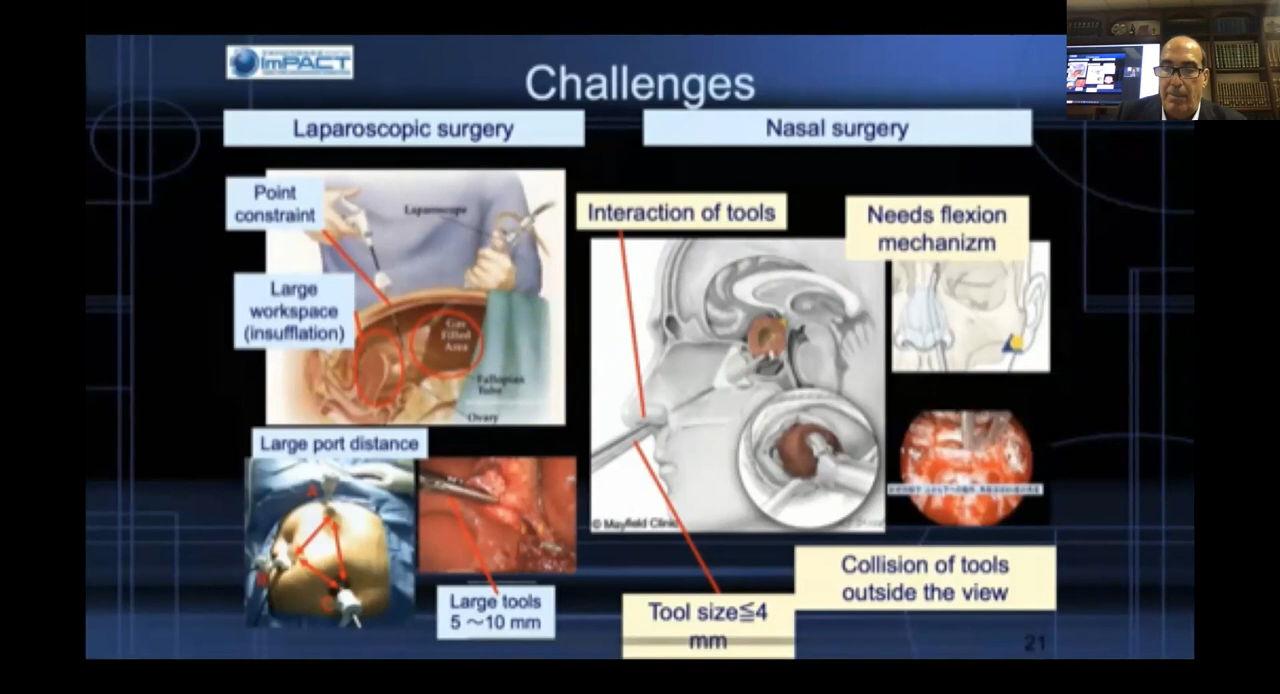 ImPACT
Challenges
Laparoscopic surgery
Nasal surgery
Point
constraint
Laparoscope
Large
workspace
(insufflation)
Gas
Filled
Area
Fallopian
Tube
Ovary
Large port distance
A
C
Large tools
5 ～10 mm
Interaction of tools
Needs flexion
mechanizm
© Mayfield Clinic
Tool size≦4
mm
Collision of tools
outside the view
21